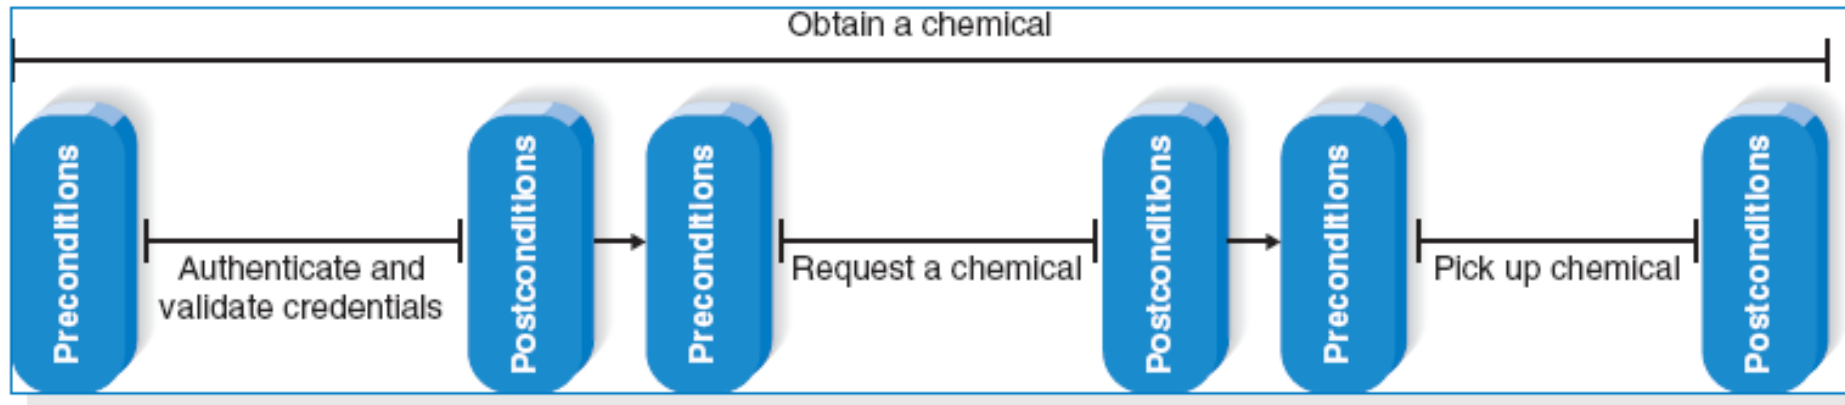 Obtain a chemical
Preconditions
Authenticate and
validate credentials
Postconditions
Preconditions
Request a chemical
Postconditions
Preconditions
Pick up chemical
Postconditions